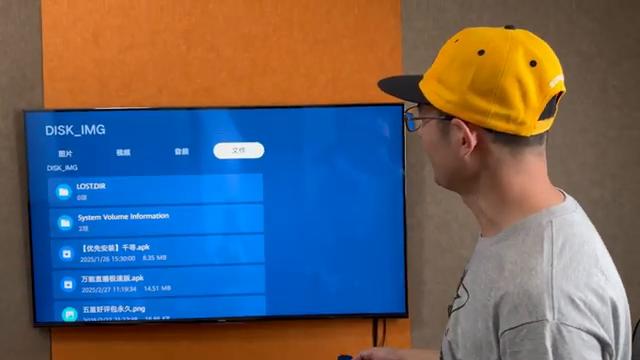 DISK_IMG
图片 视频 音频 文件
DISK_IMG
LOST.DIR
0项
System Volume Information
2项
【优先安装】千寻.apk
2025/1/26 15:30:00 8.35 MB
万能直播极速版.apk
2025/2/27 11:19:34 14.51 MB
五星好评包永久.png